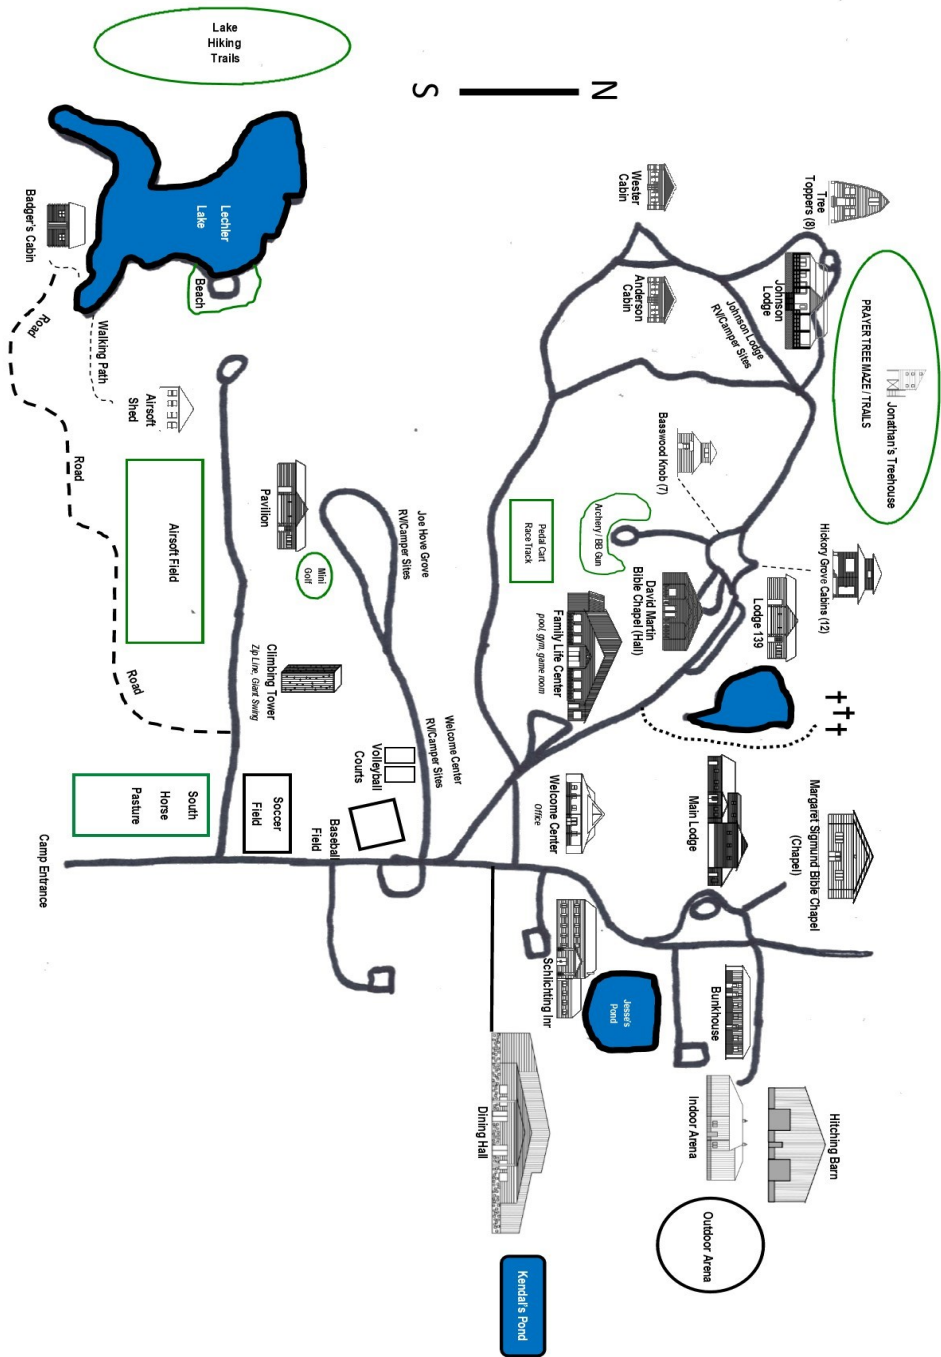 Lake
Hiking
Trails
S
N
Wester
Cabin
Tree
Toppers (8)
Badger's Cabin
Lechler
Lake
Beach
Anderson
Cabin
Johnson
Lodge
Johnson Lodge
RV/Camper Sites
PRAYER TREE MAZE / TRAILS
Jonathan's Treehouse
Road
Walking Path
Airsoft
Shed
Road
Airsoft Field
Pavilion
Mini
Golf
Joe Hove Grove
RV/Camper Sites
Pedal Cart
Race Track
Archery / BB Gun
Basswood Knob (7)
Hickory Grove Cabins (12)
David Martin
Bible Chapel (Hall)
Lodge 139
Family Life Center
pool, gym, game room
Road
Climbing Tower
Zip Line, Giant Swing
Welcome Center
RV/Camper Sites
Volleyball
Courts
South
Horse
Pasture
Soccer
Field
Baseball
Field
Welcome Center
Office
Main Lodge
Margaret Sigmund Bible Chapel
(Chapel)
Camp Entrance
Schlichting Inn
Jesse's
Pond
Bunkhouse
Dining Hall
Indoor Arena
Hitching Barn
Outdoor Arena
Kendal's Pond